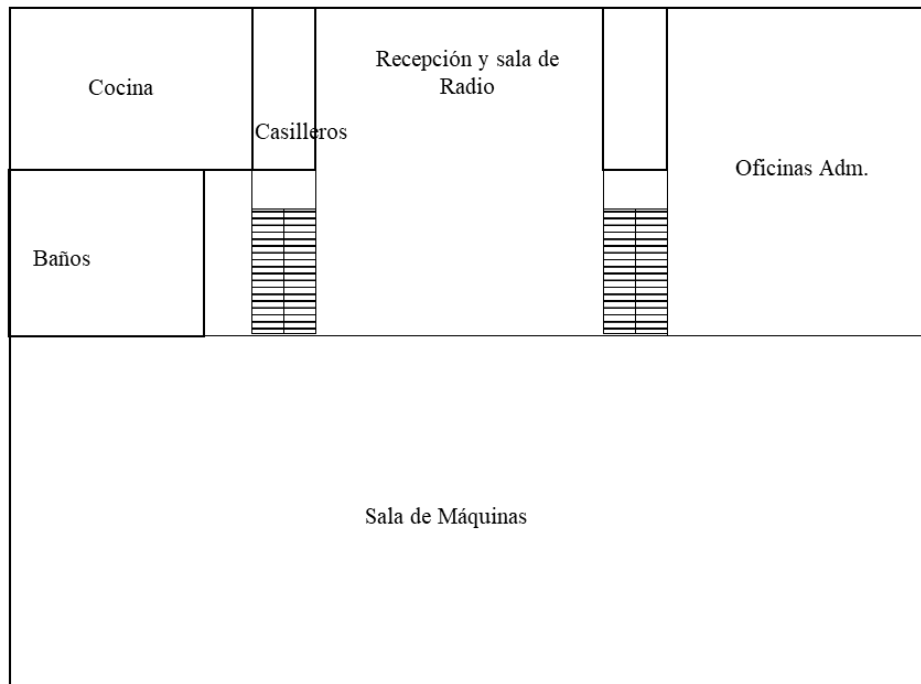 Cocina
Recepción y sala de
Radio
Casilleros
Oficinas Adm.
Baños
Sala de Máquinas